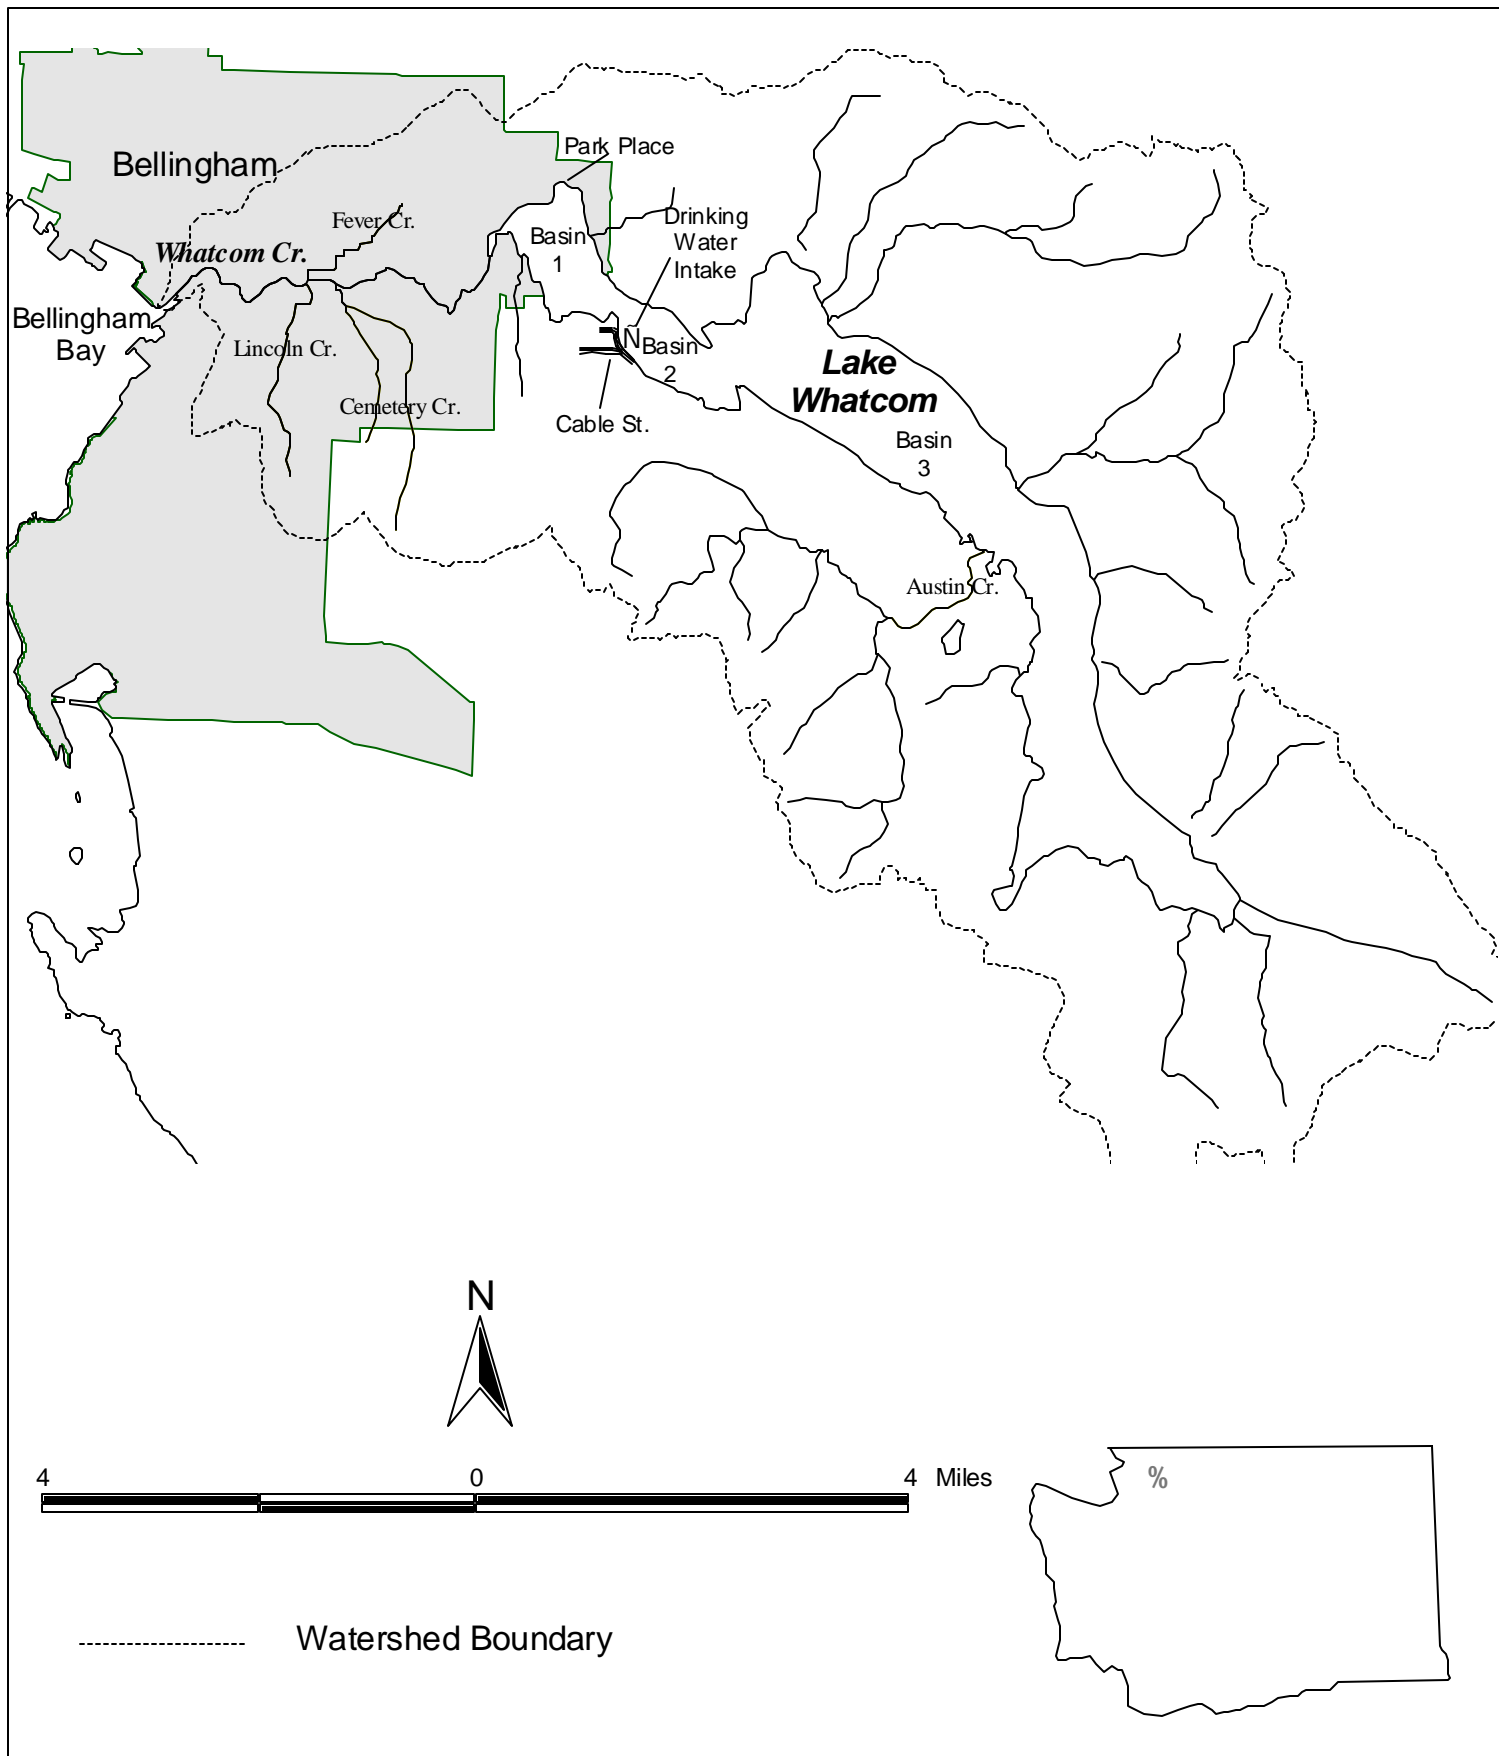 Park Place
Bellingham
Fever Cr.
Drinking
Water
Intake
Basin
1
Whatcom Cr.
Bellingham
Bay
Lincoln Cr.
N
Basin
2
Lake
Whatcom
Cemetery Cr.
Cable St.
Basin
3
Austin Cr.
N
4 0 4 Miles
%
Watershed Boundary